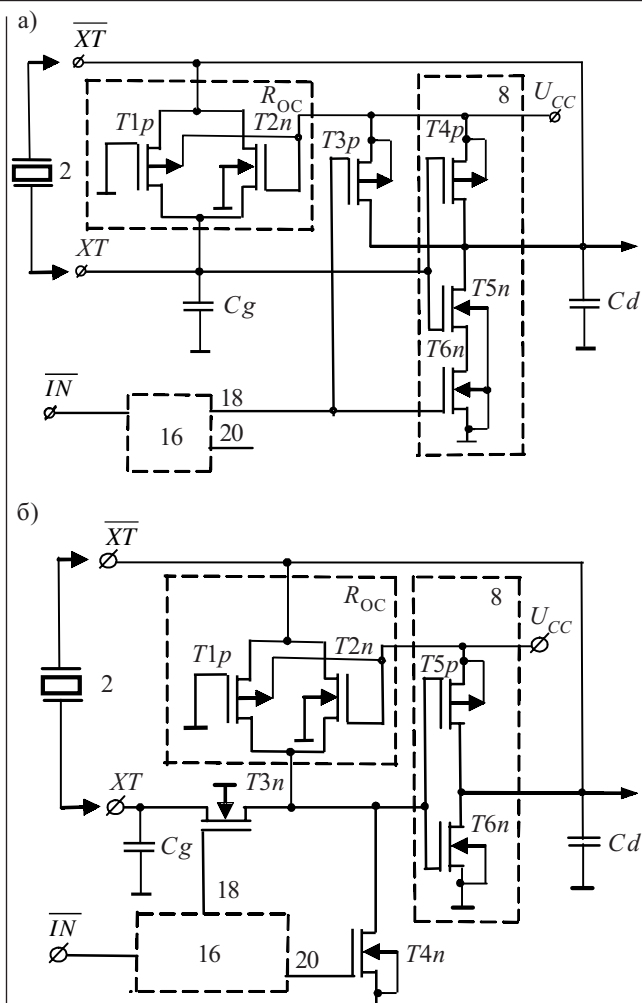 а)
XT
R_OC
8
U_CC
T1p
T2n
T3p
T4p
2
XT
Cg
T5n
Cd
T6n
IN
18
20
16
б)
XT
R_OC
8
U_CC
T1p
T2n
T5p
2
XT
T3n
Cg
T6n
Cd
18
IN
16
20
T4n